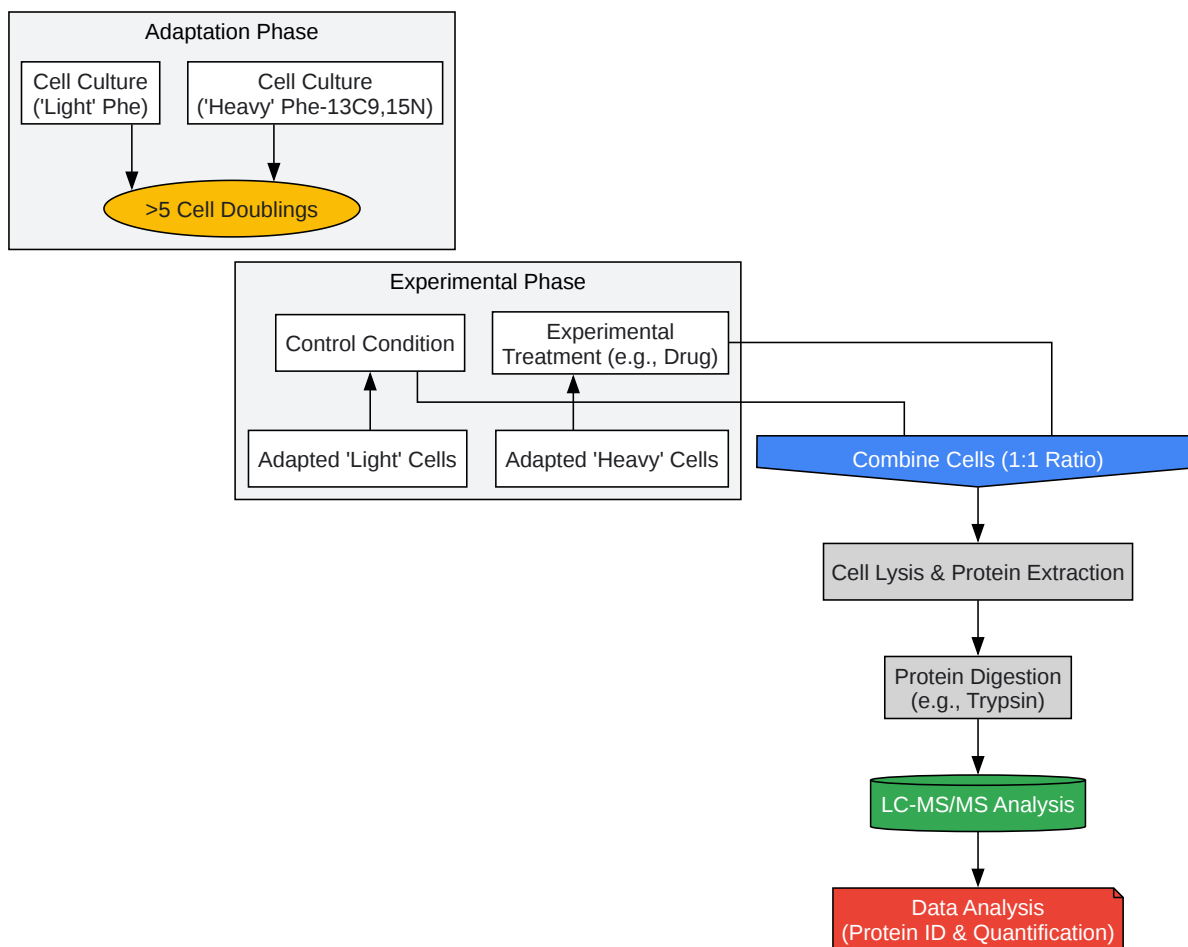 Adaptation Phase
Cell Culture
('Light' Phe)
Cell Culture
('Heavy' Phe-13C9,15N)
>5 Cell Doublings
Experimental Phase
Control Condition
Experimental
Treatment (e.g., Drug)
Adapted 'Light' Cells
Adapted 'Heavy' Cells
Combine Cells (1:1 Ratio)
Cell Lysis & Protein Extraction
Protein Digestion
(e.g., Trypsin)
LC-MS/MS Analysis
Data Analysis
(Protein ID & Quantification)